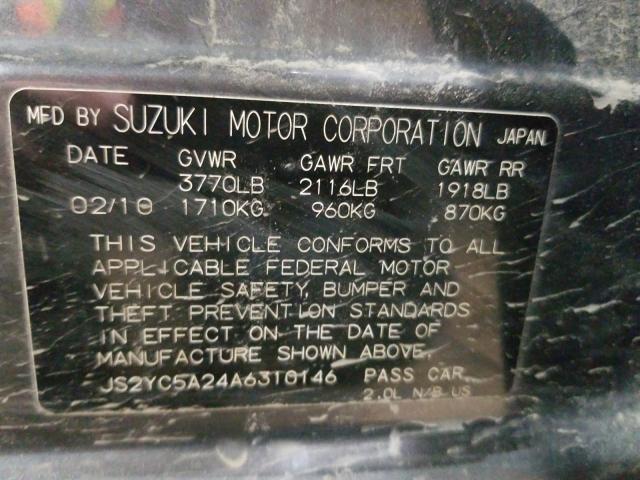 MFD BY SUZUKI MOTOR CORPORATION JAPAN
DATE GVWR GAWR FRT GAWR RR
3770LB 2116LB 1918LB
02/10 1710KG 960KG 870KG
THIS VEHICLE CONFORMS TO ALL
APPLICABLE FEDERAL MOTOR
VEHICLE SAFETY, BUMPER AND
THEFT PREVENTION STANDARDS
IN EFFECT ON THE DATE OF
MANUFACTURE SHOWN ABOVE.
JS2YC5A24A6310146 PASS CAR
2.0L N/B US